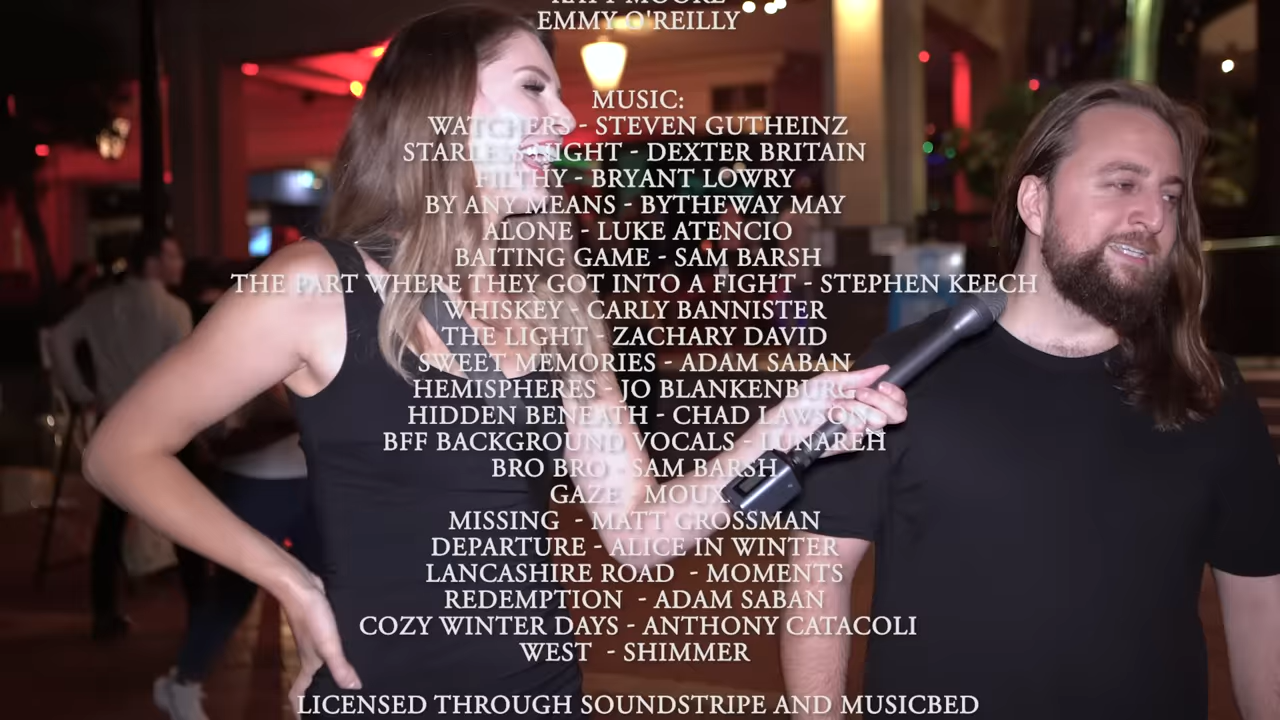 EMMY O'REILLY
MUSIC:
WATCHERS - STEVEN GUTHEINZ
STARLESS NIGHT - DEXTER BRITAIN
FILTHY - BRYANT LOWRY
BY ANY MEANS - BYTHEWAY MAY
ALONE - LUKE ATENCIO
BAITING GAME - SAM BARSH
THE PART WHERE THEY GOT INTO A FIGHT - STEPHEN KEECH
WHISKEY - CARLY BANNISTER
THE LIGHT - ZACHARY DAVID
SWEET MEMORIES - ADAM SABAN
HEMISPHERES - JO BLANKENBURG
HIDDEN BENEATH - CHAD LAWSON
BFF BACKGROUND VOCALS - LUNAREH
BRO BRO - SAM BARSH
GAZE - MOUX
MISSING - MATT GROSSMAN
DEPARTURE - ALICE IN WINTER
LANCASHIRE ROAD - MOMENTS
REDEMPTION - ADAM SABAN
COZY WINTER DAYS - ANTHONY CATACOLI
WEST - SHIMMER
LICENSED THROUGH SOUNDSTRIPE AND MUSICBED